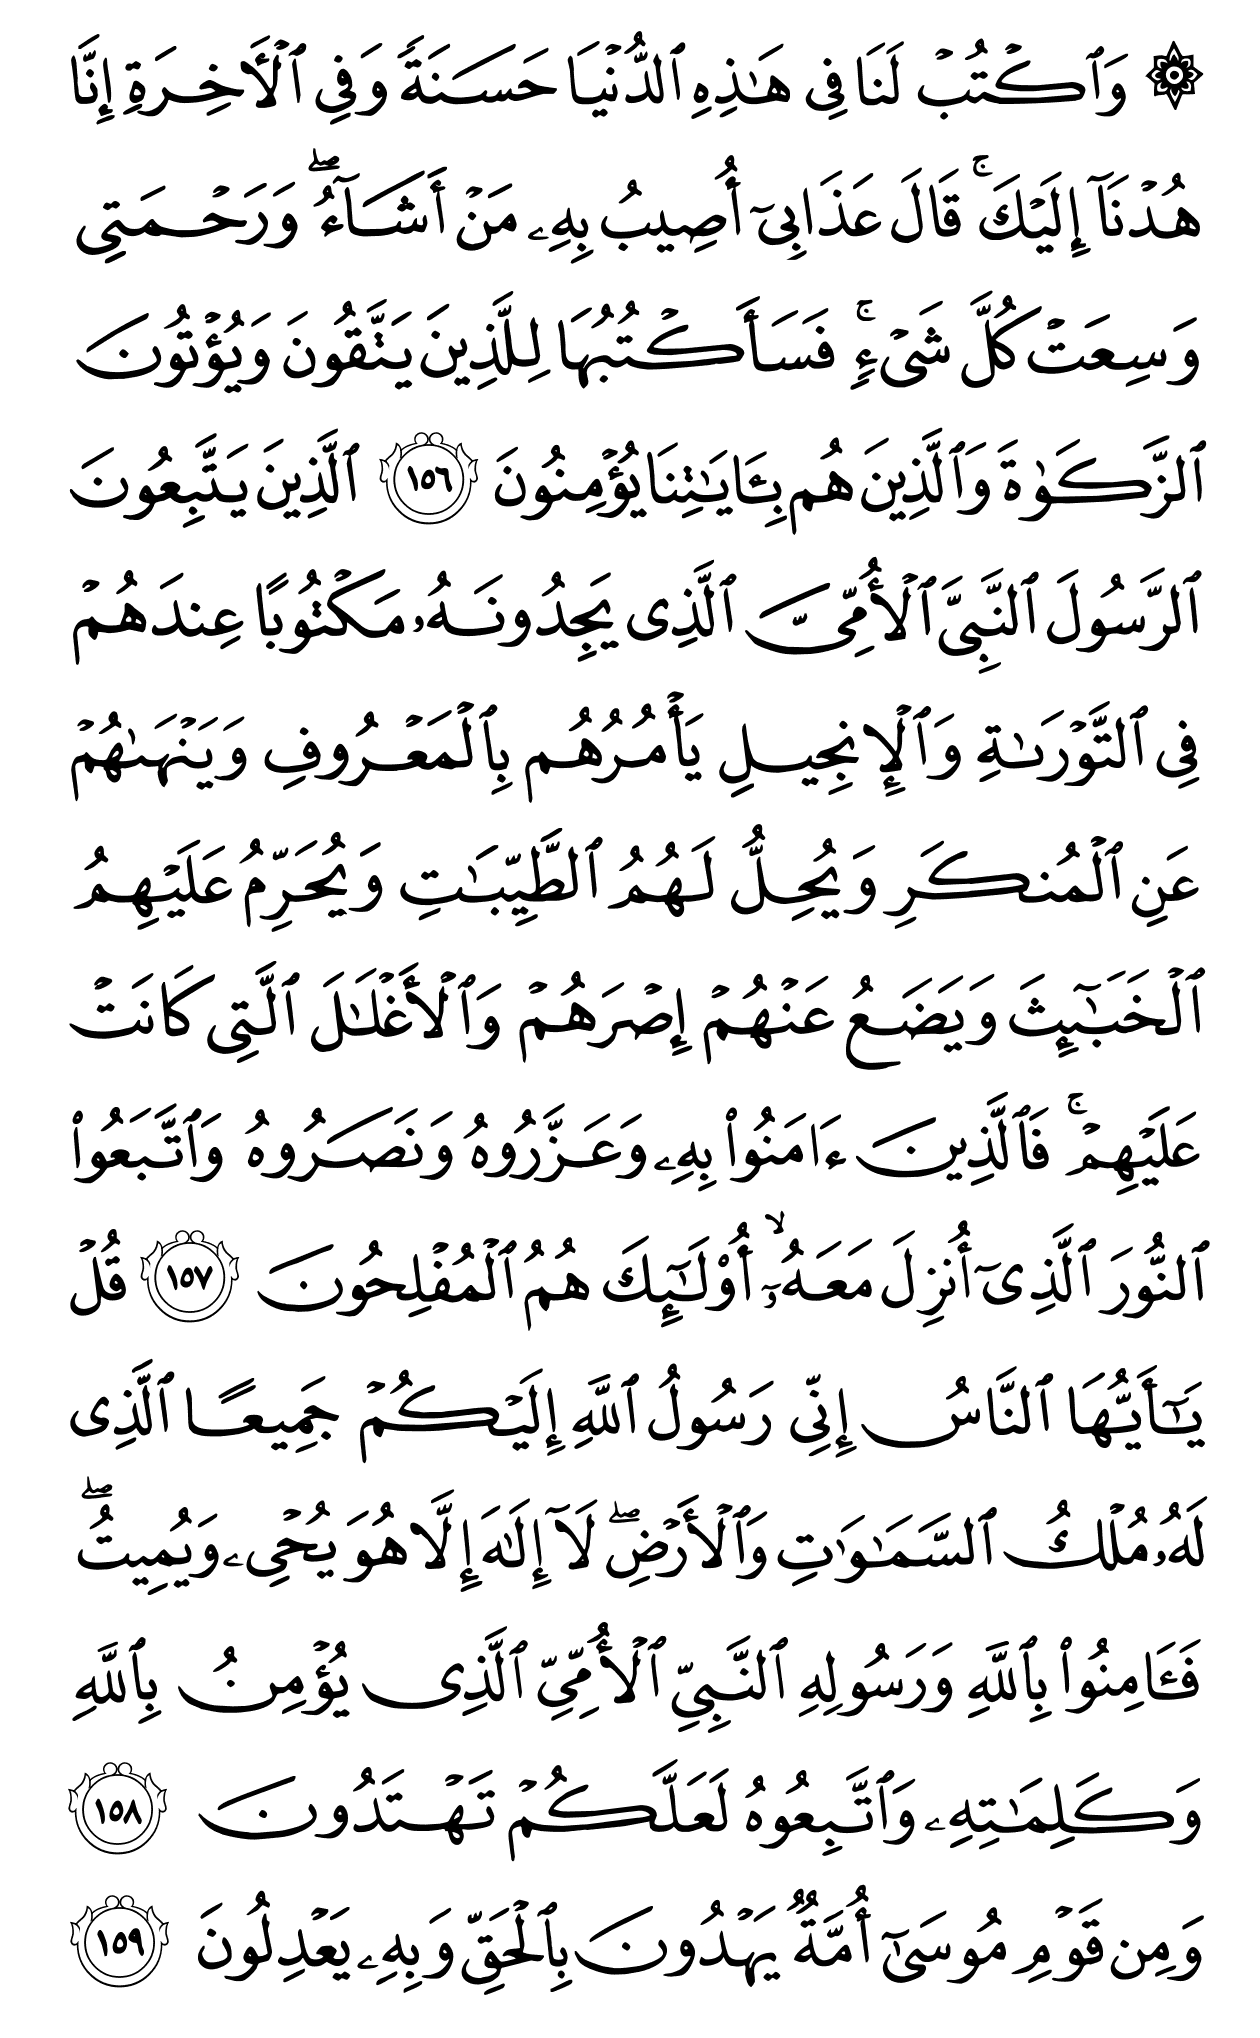 ۞ وَٱكۡتُبۡ لَنَا فِي هَٰذِهِ ٱلدُّنۡيَا حَسَنَةٗ وَفِي ٱلۡأٓخِرَةِ إِنَّا
هُدۡنَآ إِلَيۡكَۚ قَالَ عَذَابِيٓ أُصِيبُ بِهِۦ مَنۡ أَشَآءُۖ وَرَحۡمَتِي
وَسِعَتۡ كُلَّ شَيۡءٖۚ فَسَأَكۡتُبُهَا لِلَّذِينَ يَتَّقُونَ وَيُؤۡتُونَ
ٱلزَّكَوٰةَ وَٱلَّذِينَ هُم بِـَٔايَٰتِنَا يُؤۡمِنُونَ ١٥٦ ٱلَّذِينَ يَتَّبِعُونَ
ٱلرَّسُولَ ٱلنَّبِيَّ ٱلۡأُمِّيَّ ٱلَّذِي يَجِدُونَهُۥ مَكۡتُوبًا عِندَهُمۡ
فِي ٱلتَّوۡرَىٰةِ وَٱلۡإِنجِيلِ يَأۡمُرُهُم بِٱلۡمَعۡرُوفِ وَيَنۡهَىٰهُمۡ
عَنِ ٱلۡمُنكَرِ وَيُحِلُّ لَهُمُ ٱلطَّيِّبَٰتِ وَيُحَرِّمُ عَلَيۡهِمُ
ٱلۡخَبَٰٓئِثَ وَيَضَعُ عَنۡهُمۡ إِصۡرَهُمۡ وَٱلۡأَغۡلَٰلَ ٱلَّتِي كَانَتۡ
عَلَيۡهِمۡۚ فَٱلَّذِينَ ءَامَنُواْ بِهِۦ وَعَزَّرُوهُ وَنَصَرُوهُ وَٱتَّبَعُواْ
ٱلنُّورَ ٱلَّذِيٓ أُنزِلَ مَعَهُۥٓۙ أُوْلَٰٓئِكَ هُمُ ٱلۡمُفۡلِحُونَ ١٥٧ قُلۡ
يَٰٓأَيُّهَا ٱلنَّاسُ إِنِّي رَسُولُ ٱللَّهِ إِلَيۡكُمۡ جَمِيعًا ٱلَّذِي
لَهُۥ مُلۡكُ ٱلسَّمَٰوَٰتِ وَٱلۡأَرۡضِۖ لَآ إِلَٰهَ إِلَّا هُوَ يُحۡيِۦ وَيُمِيتُۖ
فَـَٔامِنُواْ بِٱللَّهِ وَرَسُولِهِ ٱلنَّبِيِّ ٱلۡأُمِّيِّ ٱلَّذِي يُؤۡمِنُ بِٱللَّهِ
وَكَلِمَٰتِهِۦ وَٱتَّبِعُوهُ لَعَلَّكُمۡ تَهۡتَدُونَ ١٥٨
وَمِن قَوۡمِ مُوسَىٰٓ أُمَّةٞ يَهۡدُونَ بِٱلۡحَقِّ وَبِهِۦ يَعۡدِلُونَ ١٥٩